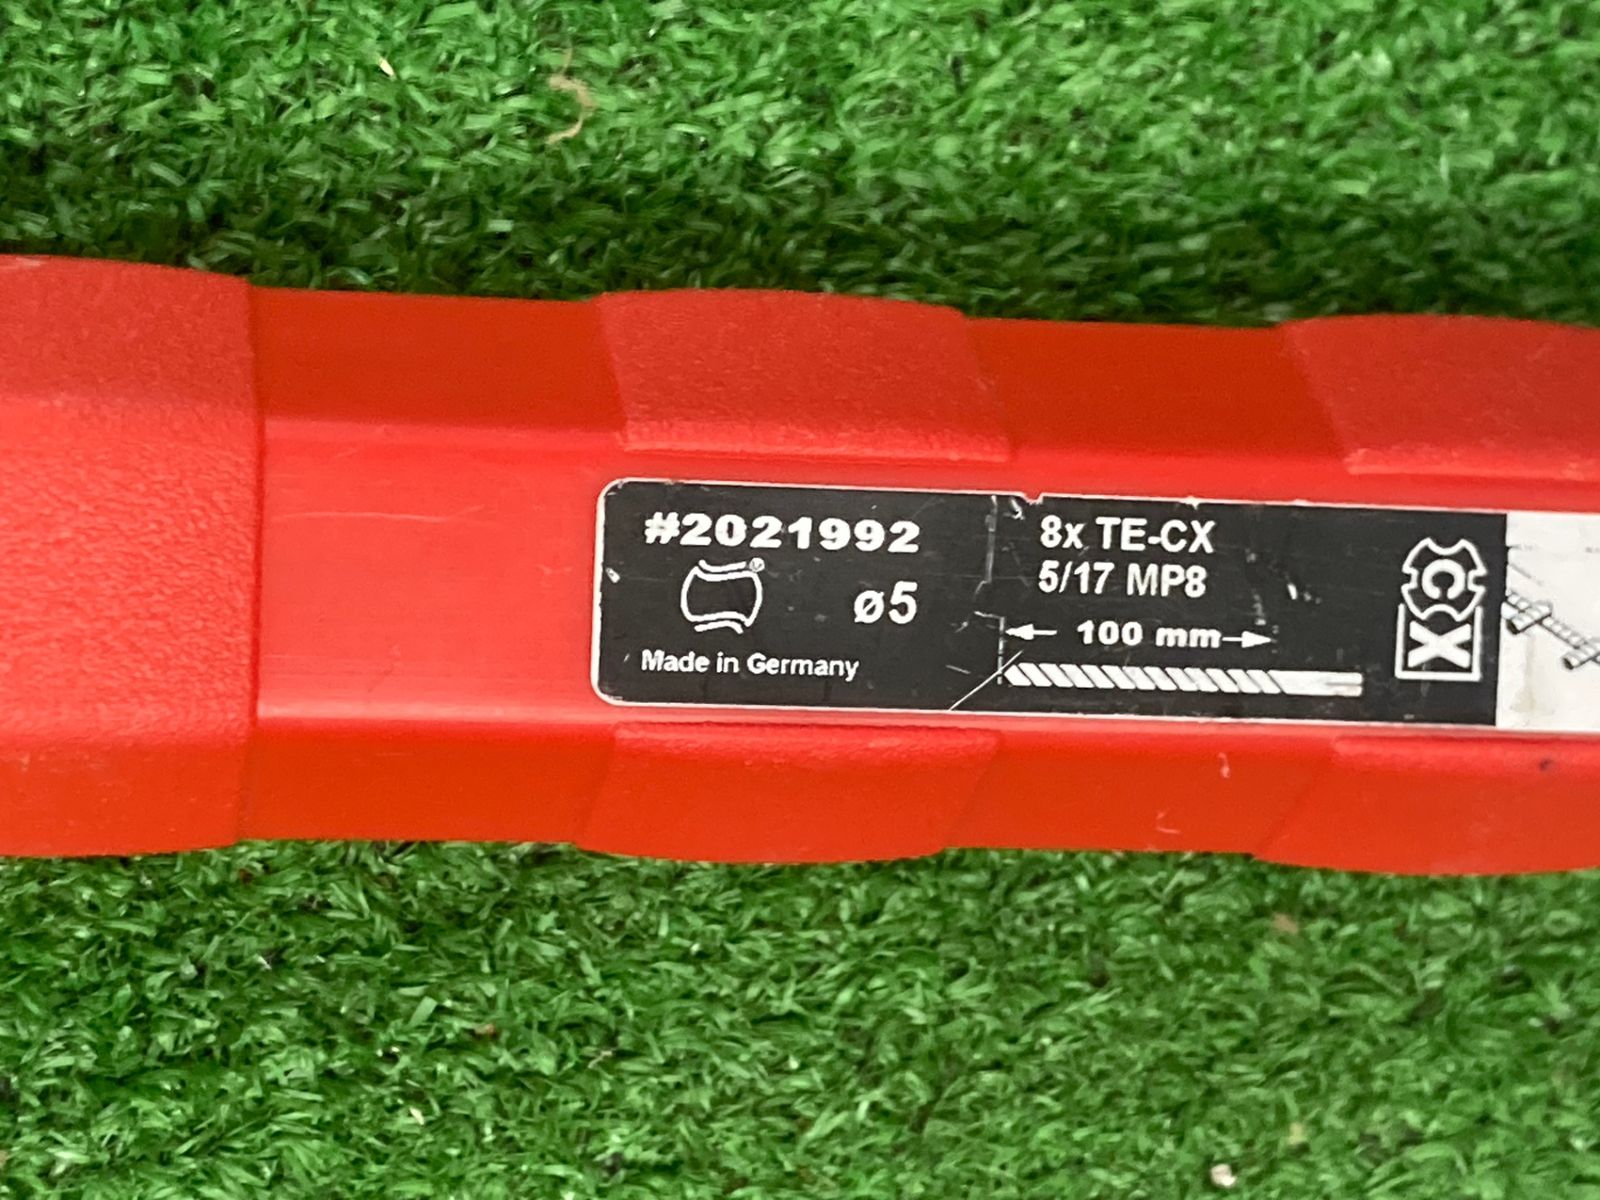 #2021992
ø5
Made in Germany
8x TE-CX
5/17 MP8
100 mm
CX